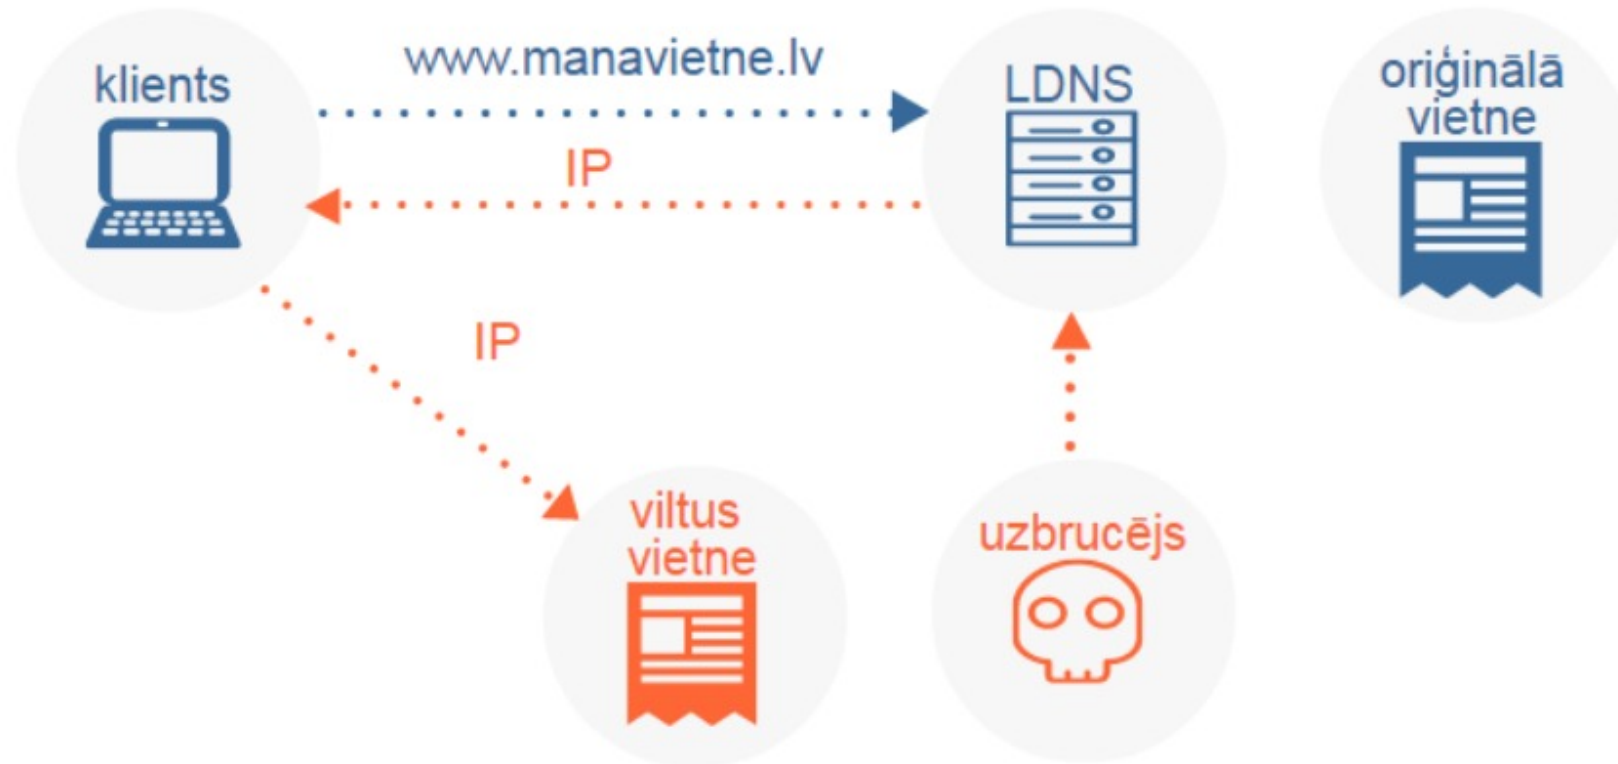 klients
www.manavietne.lv
LDNS
oriģinālā
vietne
IP
IP
viltus
vietne
uzbrucējs